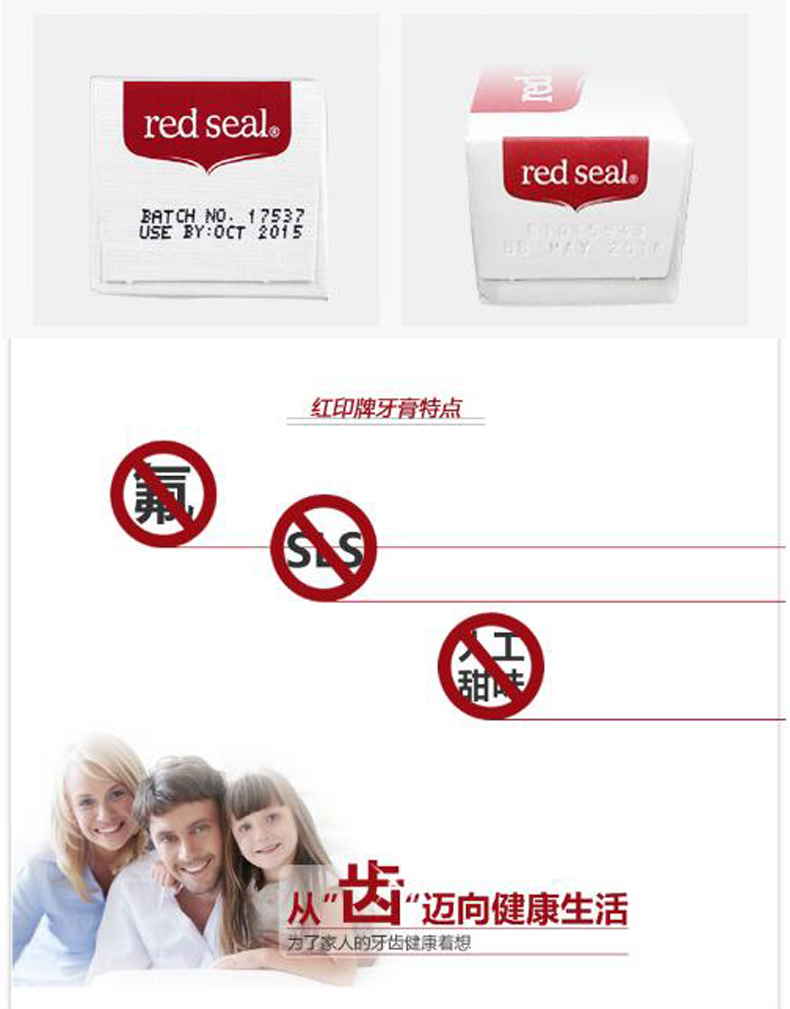 red seal®
BATCH NO. 17537
USE BY:OCT 2015
red seal®
红印牌牙膏特点
氟
SLS
人工
甜味
从"齿"迈向健康生活
为了家人的牙齿健康着想